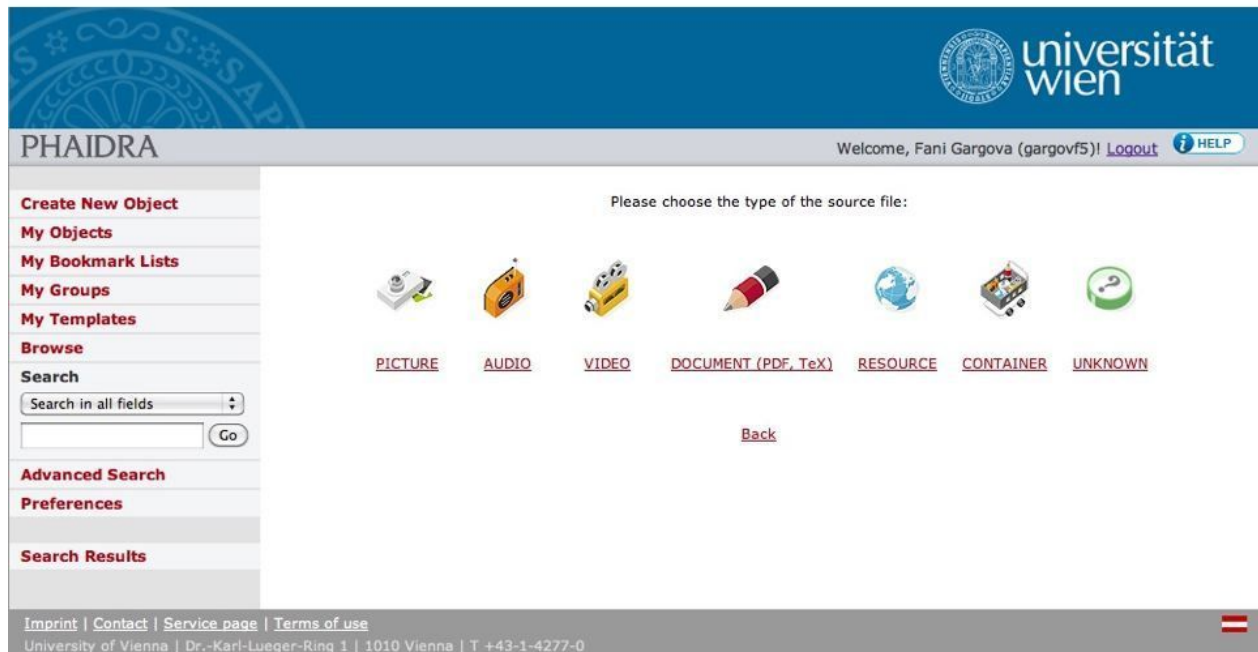 universität
wien
PHAIDRA
Welcome, Fani Gargova (gargovf5)! Logout
i HELP
Create New Object
My Objects
My Bookmark Lists
My Groups
My Templates
Browse
Search
Search in all fields
Go
Advanced Search
Preferences
Search Results
Please choose the type of the source file:
PICTURE AUDIO VIDEO DOCUMENT (PDF, TeX) RESOURCE CONTAINER UNKNOWN
Back
Imprint | Contact | Service page | Terms of use
University of Vienna | Dr.-Karl-Lueger-Ring 1 | 1010 Vienna | T +43-1-4277-0